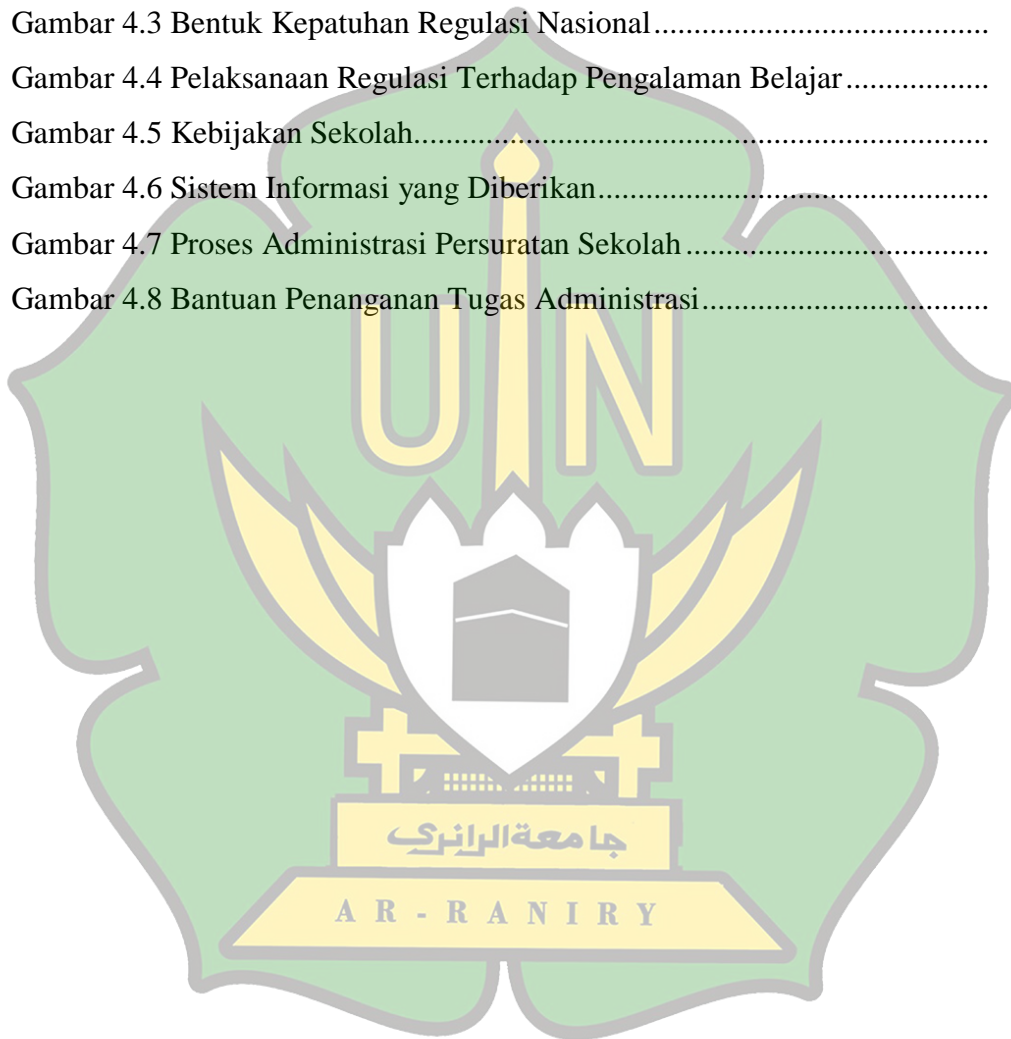 Gambar 4.3 Bentuk Kepatuhan Regulasi Nasional..........................................
Gambar 4.4 Pelaksanaan Regulasi Terhadap Pengalaman Belajar..................
Gambar 4.5 Kebijakan Sekolah.......................................................................
Gambar 4.6 Sistem Informasi yang Diberikan................................................
Gambar 4.7 Proses Administrasi Persuratan Sekolah.....................................
Gambar 4.8 Bantuan Penanganan Tugas Administrasi...................................
UIN
جامعة الرانري
AR-RANIRY